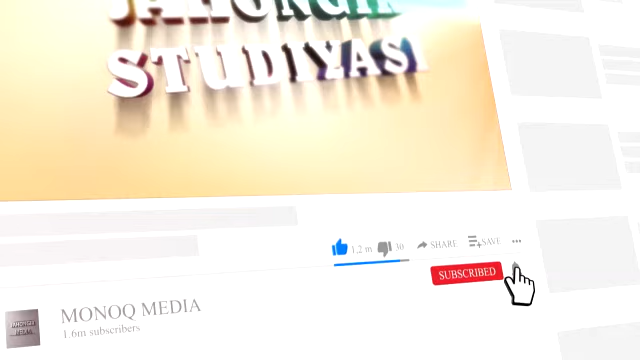 STUDIYASI
1.2 m 30 SHARE SAVE
SUBSCRIBED
MONOQ MEDIA
1.6m subscribers